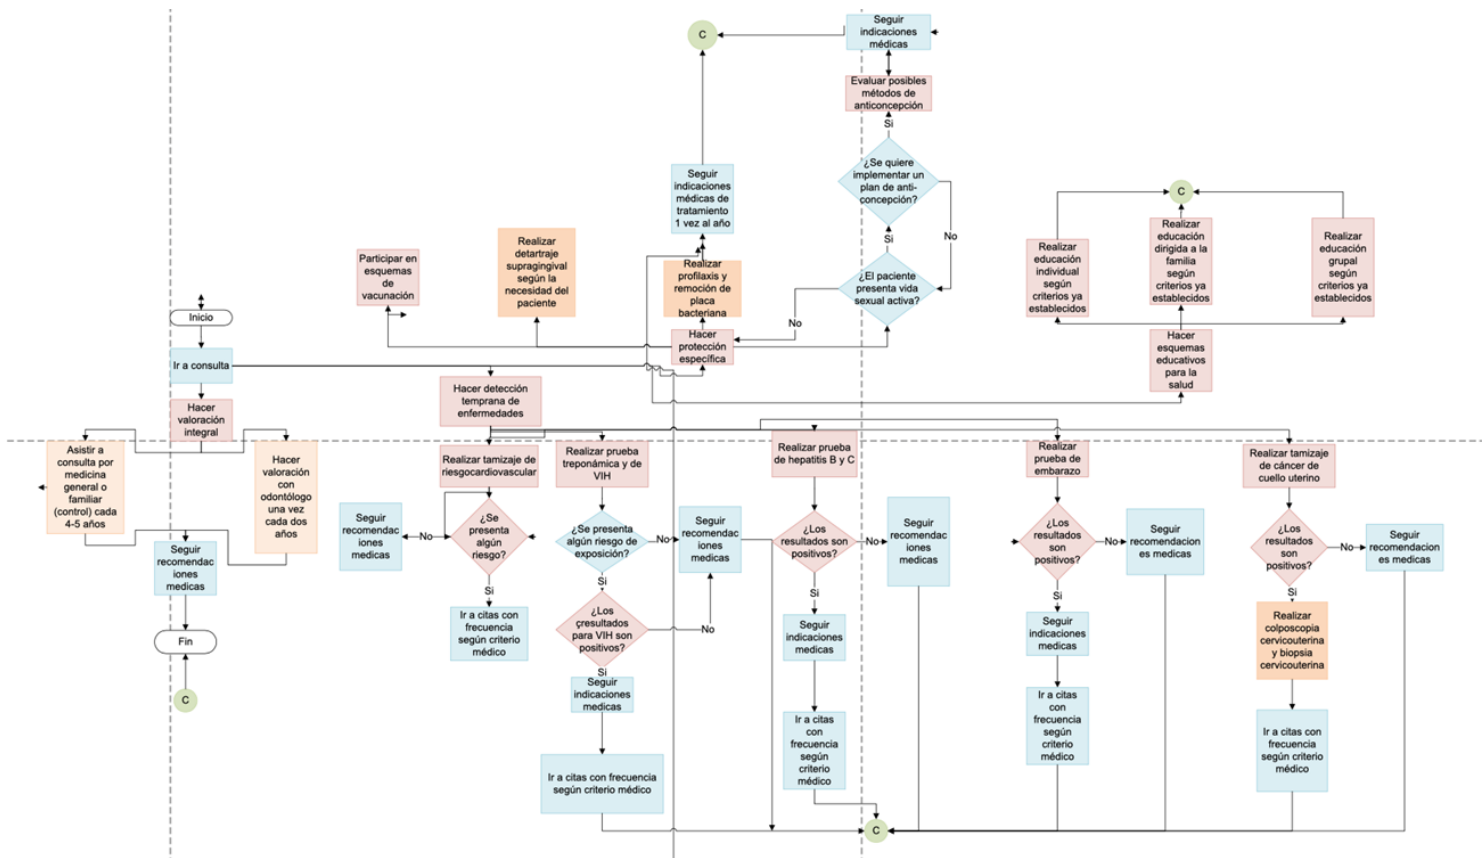 C
Seguir
indicaciones
médicas
Evaluar posibles
métodos de
anticoncepción
Si
¿Se quiere
implementar un
plan de anti-
concepción?
No
Si
¿El paciente
presenta vida
sexual activa?
No
Seguir
indicaciones
médicas de
tratamiento
1 vez al año
Realizar
profilaxis y
remoción de
placa
bacteriana
Hacer
protección
específica
Realizar
detartraje
supragingival
según la
necesidad del
paciente
Participar en
esquemas
de
vacunación
C
Realizar
educación
individual
según
criterios ya
establecidos
Realizar
educación
dirigida a la
familia
según
criterios ya
establecidos
Realizar
educación
grupal
según
criterios ya
establecidos
Hacer
esquemas
educativos
para la
salud
Inicio
Ir a consulta
Hacer
valoración
integral
Hacer detección
temprana de
enfermedades
Asistir a
consulta por
medicina
general o
familiar
(control) cada
4-5 años
Hacer
valoración
con
odontólogo
una vez
cada dos
años
Seguir
recomendac
iones
medicas
Fin
C
Realizar tamizaje de
riesgocardiovascular
¿Se
presenta
algún
riesgo?
No
Seguir
recomendac
iones
medicas
Si
Ir a citas con
frecuencia
según criterio
médico
Realizar prueba
treponámica y de
VIH
¿Se presenta
algún riesgo de
exposición?
No
Seguir
recomendac
iones
medicas
Si
¿Los
çresultados
para VIH son
positivos?
No
Si
Seguir
indicaciones
medicas
Ir a citas con frecuencia
según criterio médico
Realizar prueba
de hepatitis B y C
¿Los
resultados son
positivos?
No
Seguir
recomendac
iones
medicas
Si
Seguir
indicaciones
medicas
Ir a citas
con
frecuencia
según
criterio
médico
C
Realizar
prueba de
embarazo
¿Los
resultados
son
positivos?
No
Seguir
recomendacion
es medicas
Si
Seguir
indicaciones
medicas
Ir a citas con
frecuencia
según
criterio
médico
Realizar tamizaje
de cáncer de
cuello uterino
¿Los
resultados
son
positivos?
No
Seguir
recomendacion
es medicas
Si
Realizar
colposcopía
cervicouterina
y biopsia
cervicouterina
Ir a citas con
frecuencia
según criterio
médico